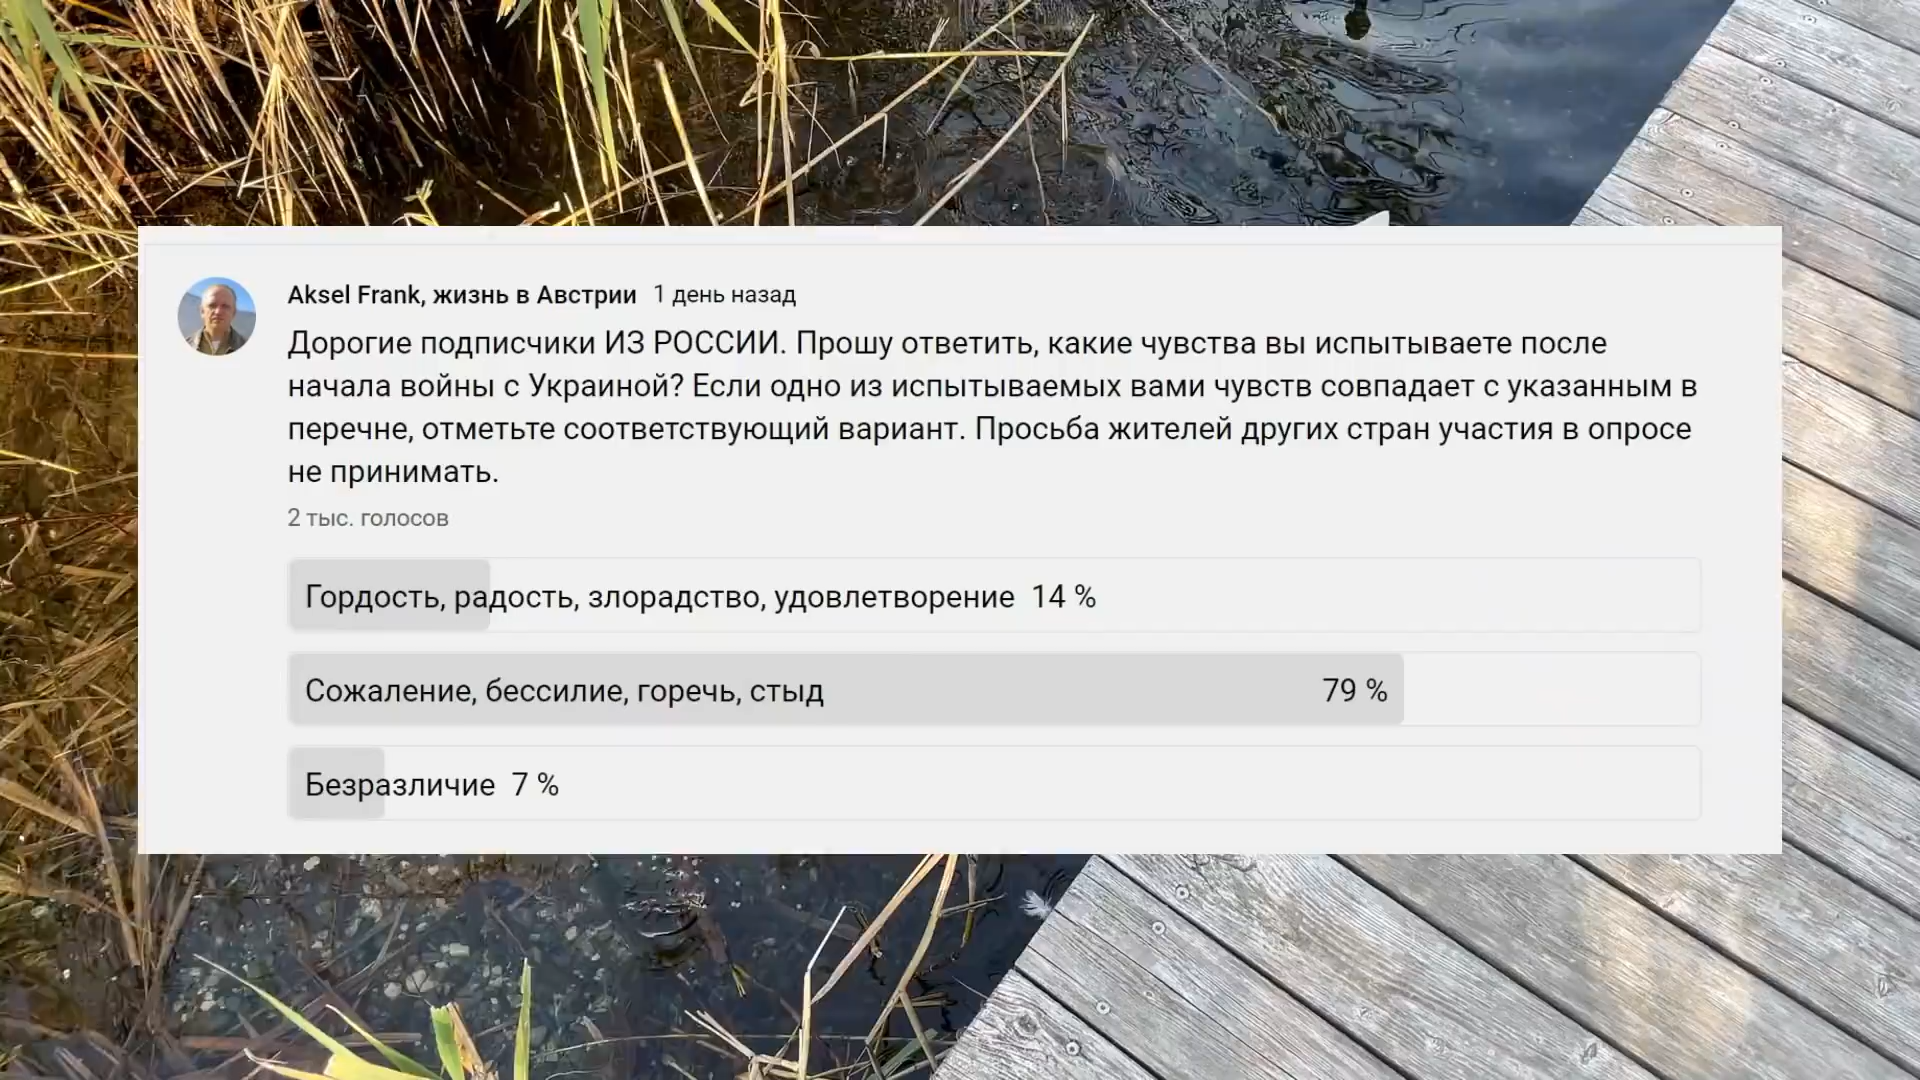 Aksel Frank, жизнь в Австрии 1 день назад
Дорогие подписчики ИЗ РОССИИ. Прошу ответить, какие чувства вы испытываете после
начала войны с Украиной? Если одно из испытываемых вами чувств совпадает с указанным в
перечне, отметьте соответствующий вариант. Просьба жителей других стран участия в опросе
не принимать.
2 тыс. голосов
Гордость, радость, злорадство, удовлетворение 14 %
Сожаление, бессилие, горечь, стыд 79 %
Безразличие 7 %